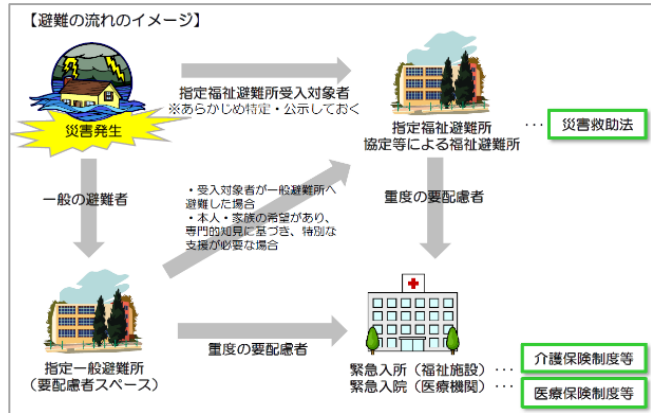 【避難の流れのイメージ】
災害発生
指定福祉避難所受入対象者
※あらかじめ特定・公示しておく
指定福祉避難所
協定等による福祉避難所
… 災害救助法
一般の避難者
・受入対象者が一般避難所へ
避難した場合
・本人・家族の希望があり、
専門的知見に基づき、特別な
支援が必要な場合
重度の要配慮者
指定一般避難所
(要配慮者スペース)
重度の要配慮者
緊急入所(福祉施設)… 介護保険制度等
緊急入院(医療機関)… 医療保険制度等